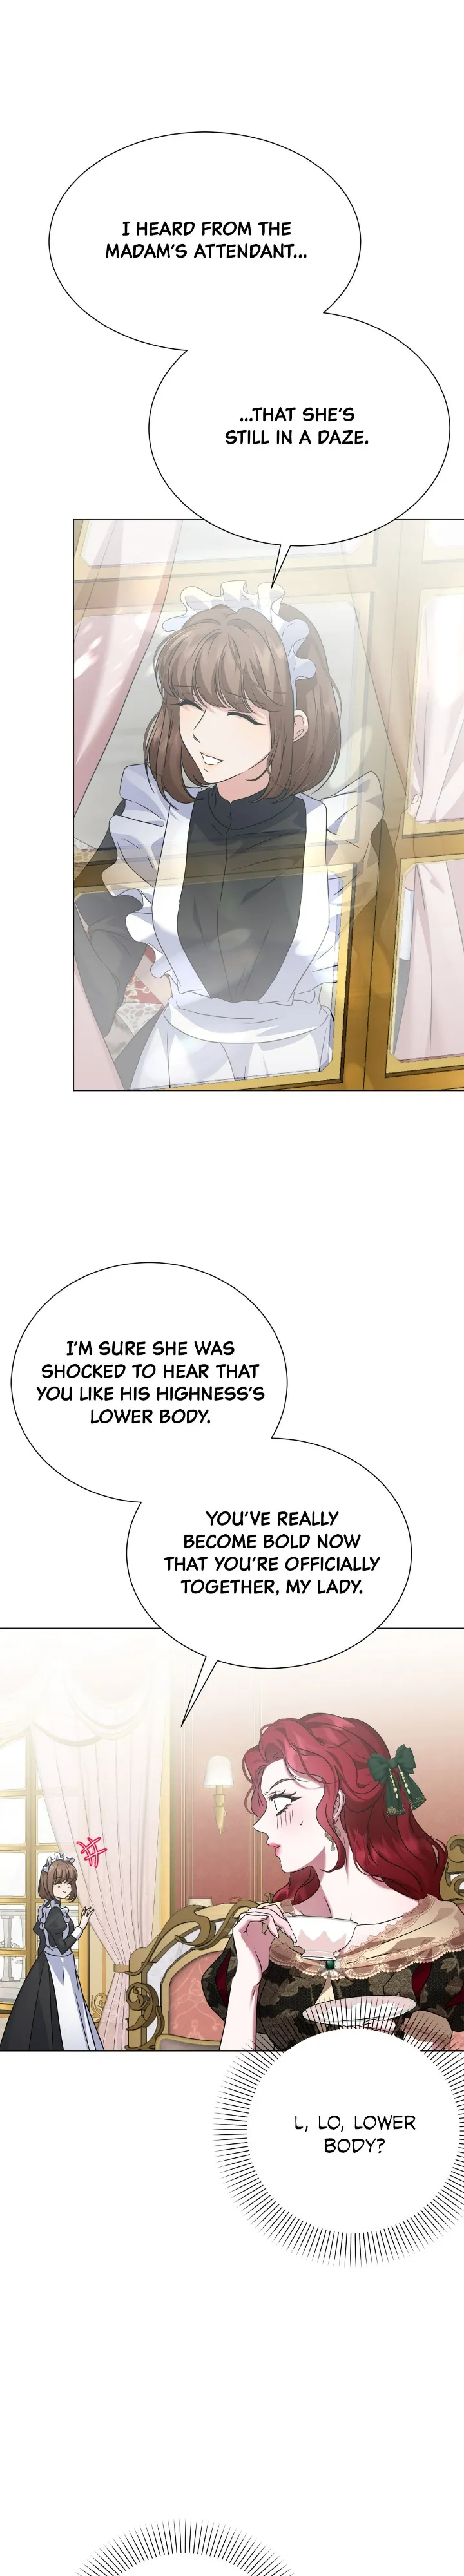 I HEARD FROM THE
MADAM'S ATTENDANT...
...THAT SHE'S
STILL IN A DAZE.
I'M SURE SHE WAS
SHOCKED TO HEAR THAT
YOU LIKE HIS HIGHNESS'S
LOWER BODY.
YOU'VE REALLY
BECOME BOLD NOW
THAT YOU'RE OFFICIALLY
TOGETHER, MY LADY.
L, LO, LOWER
BODY?